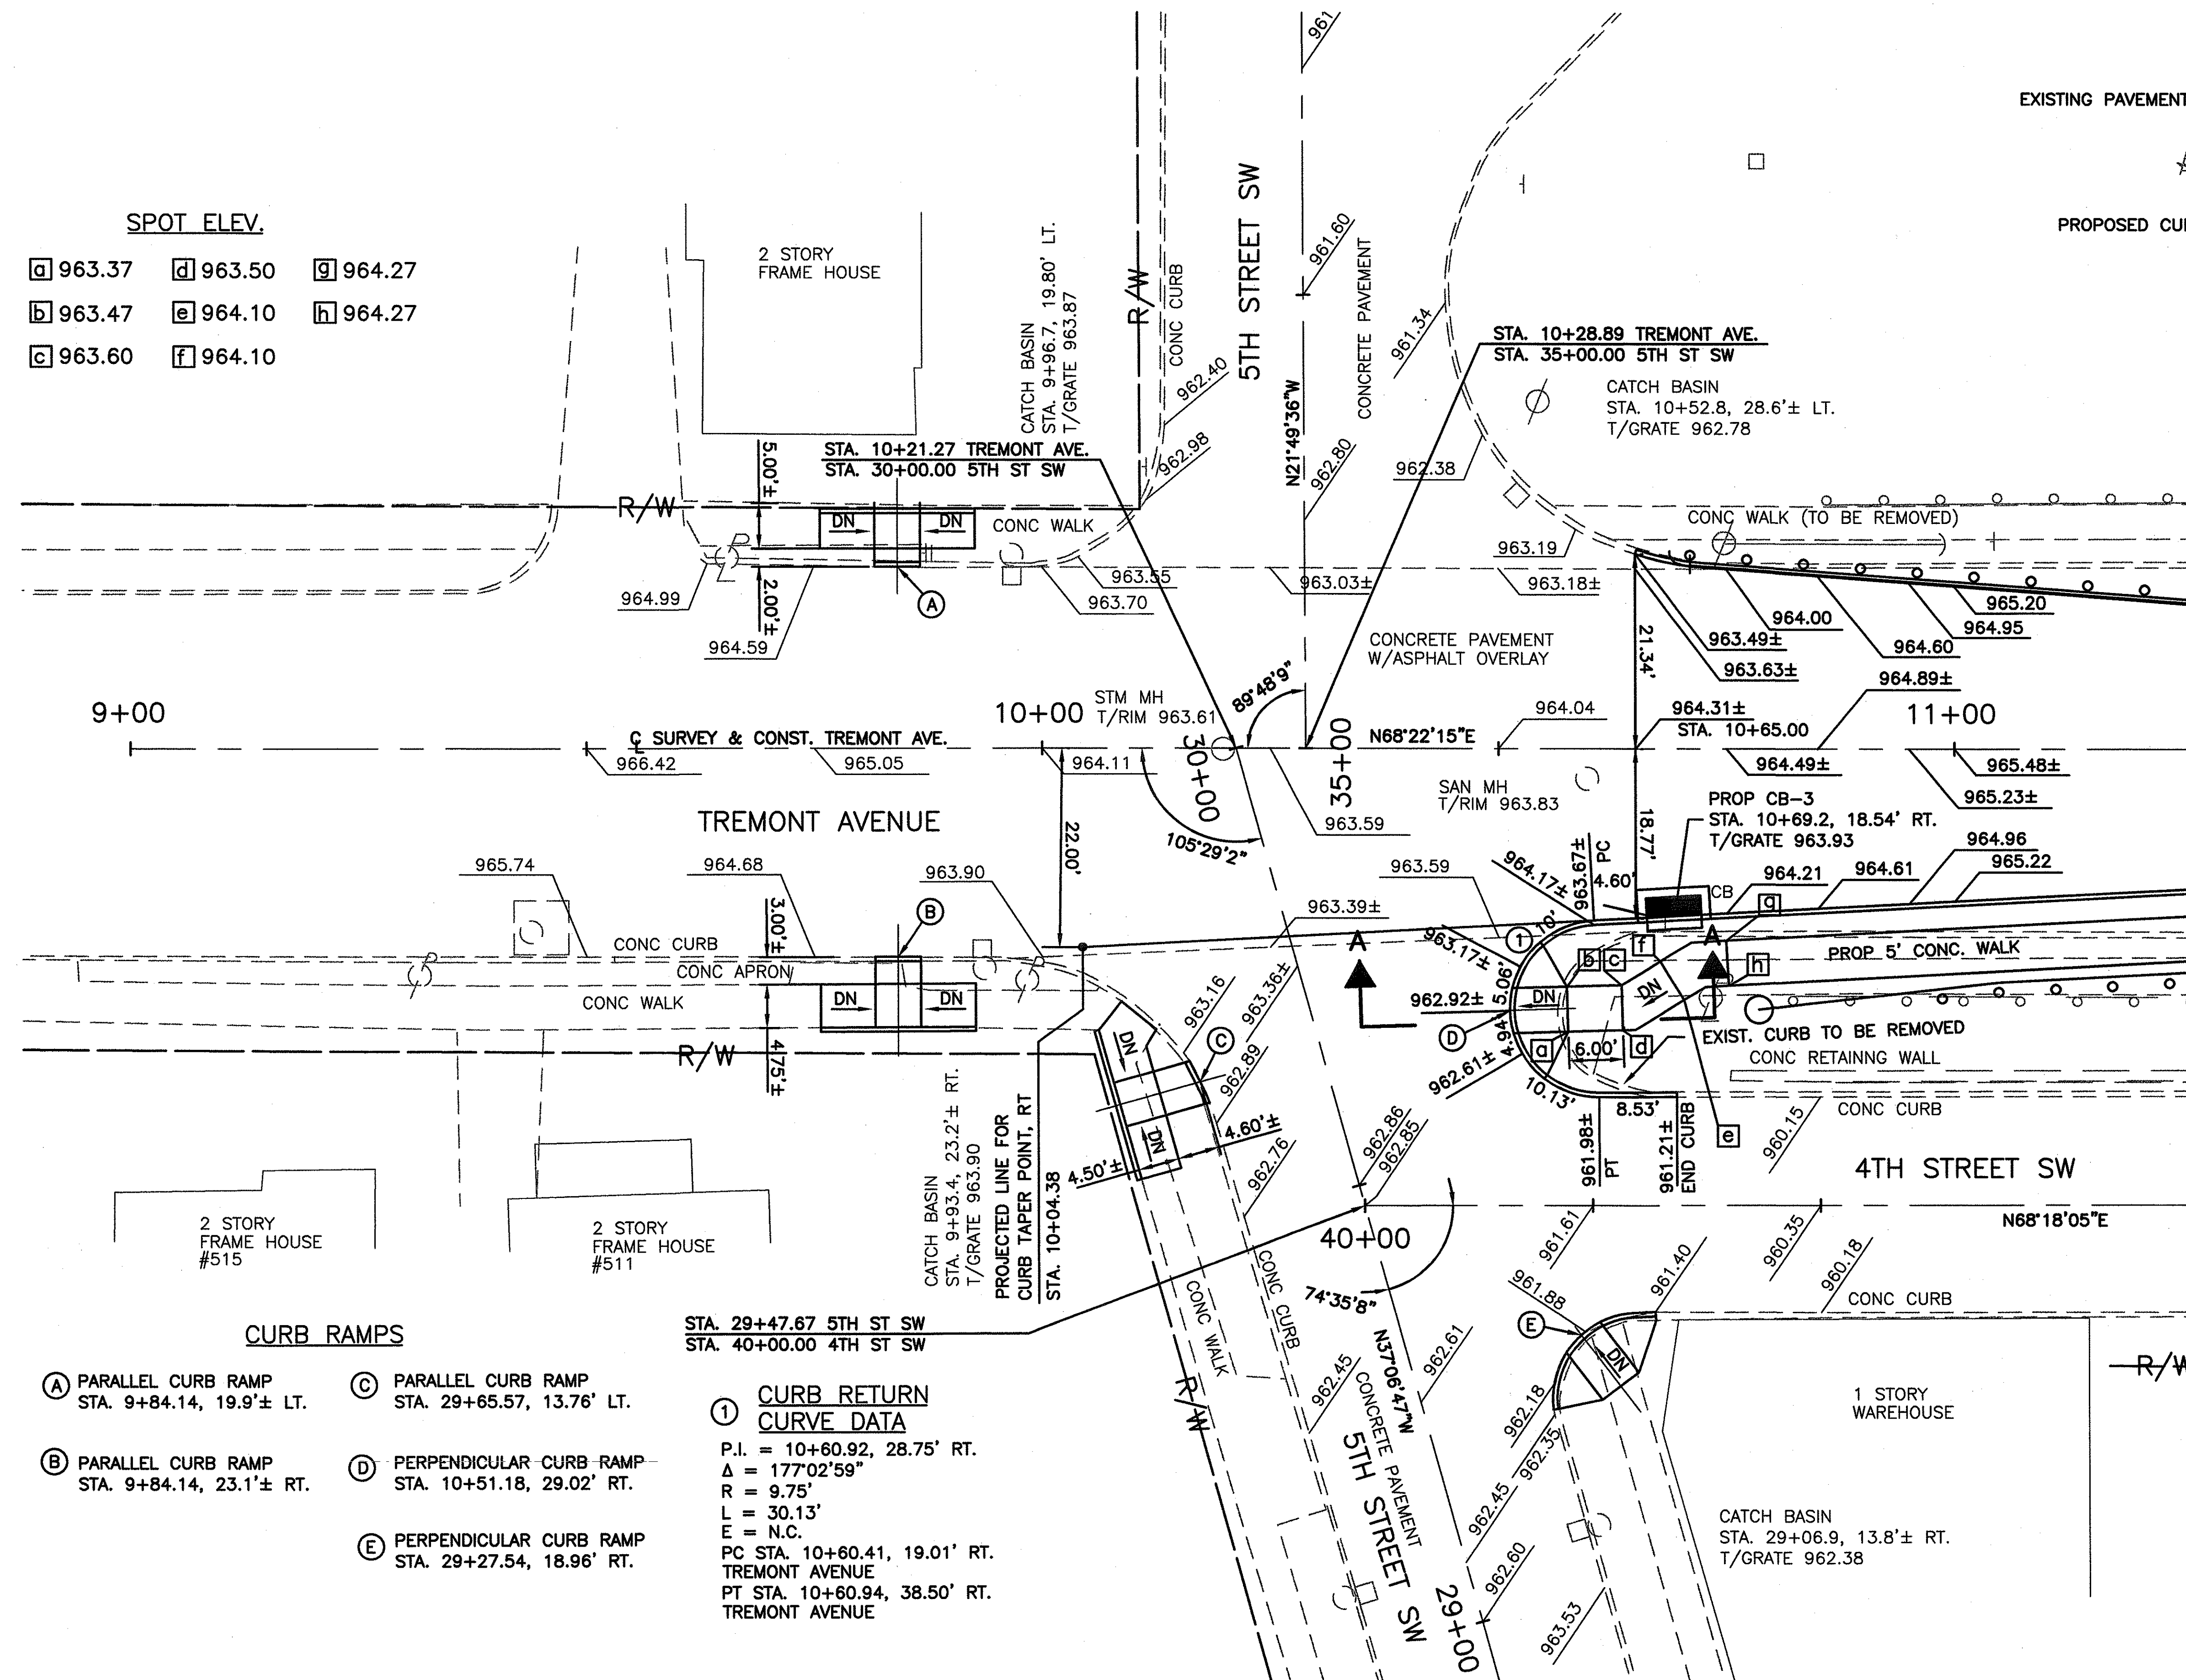 EXISTING PAVEMENT
PROPOSED CU
SPOT ELEV.
a 963.37 d 963.50 g 964.27
b 963.47 e 964.10 h 964.27
c 963.60 f 964.10
2 STORY
FRAME HOUSE
CATCH BASIN
STA. 9+96.7, 19.80' LT.
T/GRATE 963.87
R/W
CONC CURB
5TH STREET SW
961
961.60
N21°49'36"W
CONCRETE PAVEMENT
961.34
962.40
962.98
962.80
962.38
STA. 10+28.89 TREMONT AVE.
STA. 35+00.00 5TH ST SW
CATCH BASIN
STA. 10+52.8, 28.6'± LT.
T/GRATE 962.78
STA. 10+21.27 TREMONT AVE.
STA. 30+00.00 5TH ST SW
5.00'±
R/W
DN
DN
CONC WALK
CONC WALK (TO BE REMOVED)
963.19
964.99
2.00'±
964.59
A
963.55
963.70
963.03±
963.18±
965.20
964.00
964.95
963.49±
964.60
963.63±
21.34'
CONCRETE PAVEMENT
W/ASPHALT OVERLAY
964.89±
9+00
10+00
STM MH
T/RIM 963.61
89°48'9"
964.04
964.31±
STA. 10+65.00
11+00
℄ SURVEY & CONST. TREMONT AVE.
N68°22'15"E
966.42
965.05
964.11
30+00
35+00
963.59
SAN MH
T/RIM 963.83
964.49±
965.48±
965.23±
TREMONT AVENUE
22.00'
105°29'2"
PROP CB-3
STA. 10+69.2, 18.54' RT.
T/GRATE 963.93
18.77'
965.74
964.68
963.90
963.59
964.17±
963.67±
PC
4.60'
CB
964.96
965.22
964.21
964.61
3.00'±
B
963.39±
A
A
g
CONC CURB
CONC APRON
CONC WALK
963.17±
1
10'
b
c
f
PROP 5' CONC. WALK
h
DN
DN
962.92±
5.06'
4.94'
DN
DN
D
EXIST. CURB TO BE REMOVED
CONC RETAINNG WALL
a
6.00'
d
R/W
4.75'±
DN
963.16
963.36±
C
962.89
962.61±
10.13'
8.53'
CONC CURB
DN
4.60'±
4.50'±
962.76
962.86
962.85
961.98±
PT
961.21±
END CURB
e
960.15
4TH STREET SW
CATCH BASIN
STA. 9+93.4, 23.2'± RT.
T/GRATE 963.90
PROJECTED LINE FOR
CURB TAPER POINT, RT
STA. 10+04.38
2 STORY
FRAME HOUSE
#515
2 STORY
FRAME HOUSE
#511
40+00
961.61
960.35
N68°18'05"E
CONC CURB
CONC WALK
74°35'8"
961.88
961.40
960.18
CONC CURB
STA. 29+47.67 5TH ST SW
STA. 40+00.00 4TH ST SW
E
DN
R/W
CURB RAMPS
A PARALLEL CURB RAMP
STA. 9+84.14, 19.9'± LT.
C PARALLEL CURB RAMP
STA. 29+65.57, 13.76' LT.
B PARALLEL CURB RAMP
STA. 9+84.14, 23.1'± RT.
D PERPENDICULAR CURB RAMP
STA. 10+51.18, 29.02' RT.
E PERPENDICULAR CURB RAMP
STA. 29+27.54, 18.96' RT.
1 CURB RETURN
CURVE DATA
P.I. = 10+60.92, 28.75' RT.
Δ = 177°02'59"
R = 9.75'
L = 30.13'
E = N.C.
PC STA. 10+60.41, 19.01' RT.
TREMONT AVENUE
PT STA. 10+60.94, 38.50' RT.
TREMONT AVENUE
R/W
962.45
CONCRETE PAVEMENT
N37°06'47"W
962.61
5TH STREET SW
962.18
962.35
962.45
962.60
29+00
963.53
1 STORY
WAREHOUSE
CATCH BASIN
STA. 29+06.9, 13.8'± RT.
T/GRATE 962.38